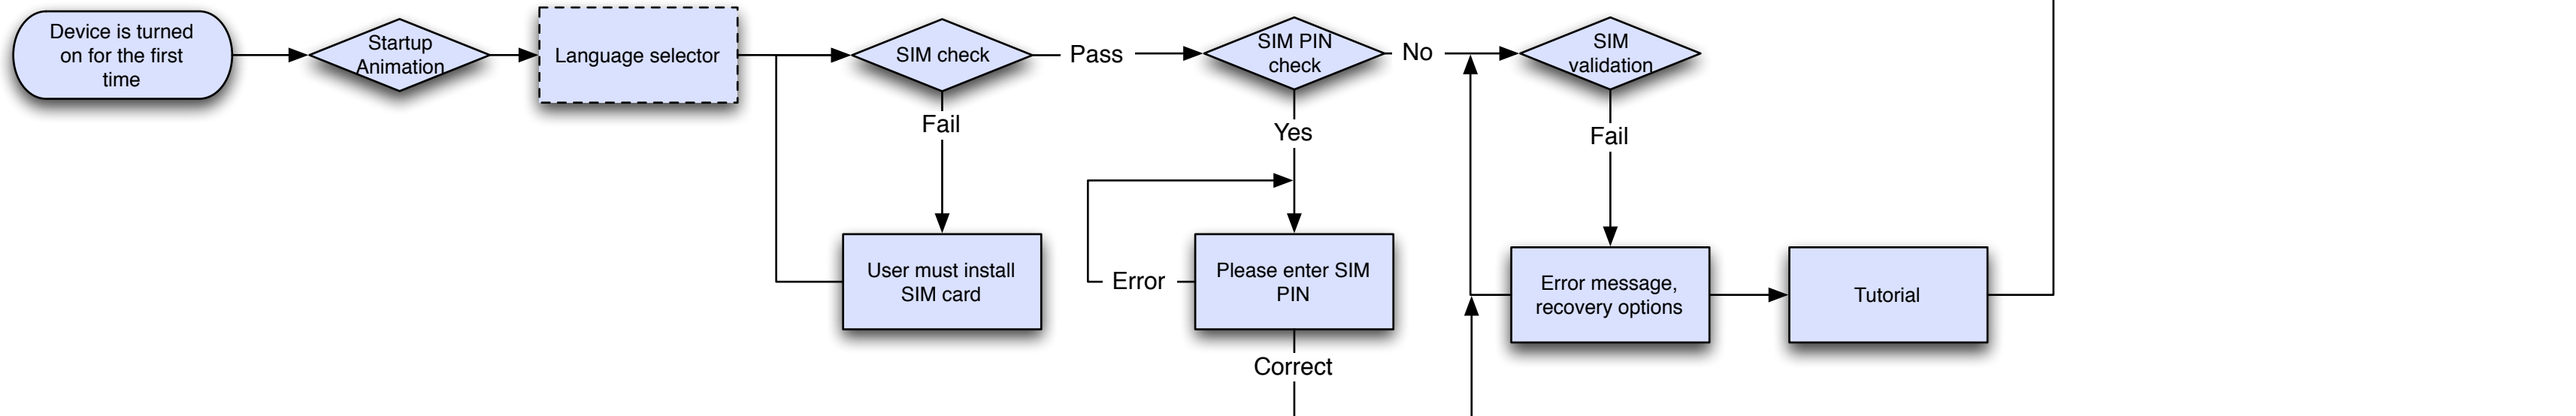 Device is turned
on for the first
time
Startup
Animation
Language selector
SIM check
Pass
SIM PIN
check
No
SIM
validation
Fail
Yes
Fail
User must install
SIM card
Error
Please enter SIM
PIN
Error message,
recovery options
Tutorial
Correct